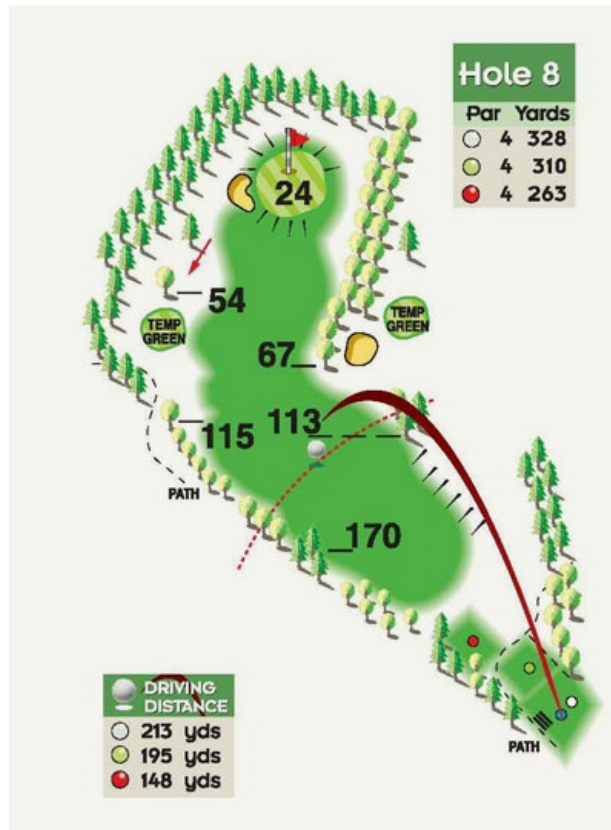 Hole 8
Par Yards
4 328
4 310
4 263
24
54
TEMP
GREEN
TEMP
GREEN
67
113
115
PATH
170
DRIVING
DISTANCE
213 yds
195 yds
148 yds
PATH